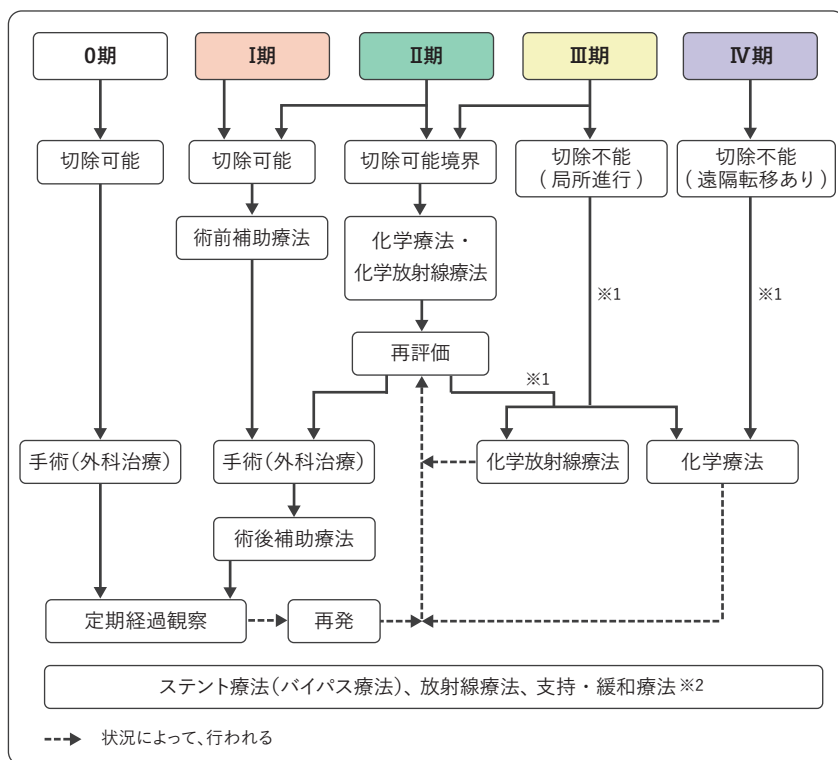 0期
Ⅰ期
Ⅱ期
Ⅲ期
Ⅳ期
切除可能
切除可能
切除可能境界
切除不能
(局所進行)
切除不能
(遠隔転移あり)
術前補助療法
化学療法・
化学放射線療法
※1
※1
再評価
※1
手術(外科治療)
手術(外科治療)
化学放射線療法
化学療法
術後補助療法
定期経過観察
再発
ステント療法(バイパス療法)、放射線療法、支持・緩和療法※2
状況によって、行われる